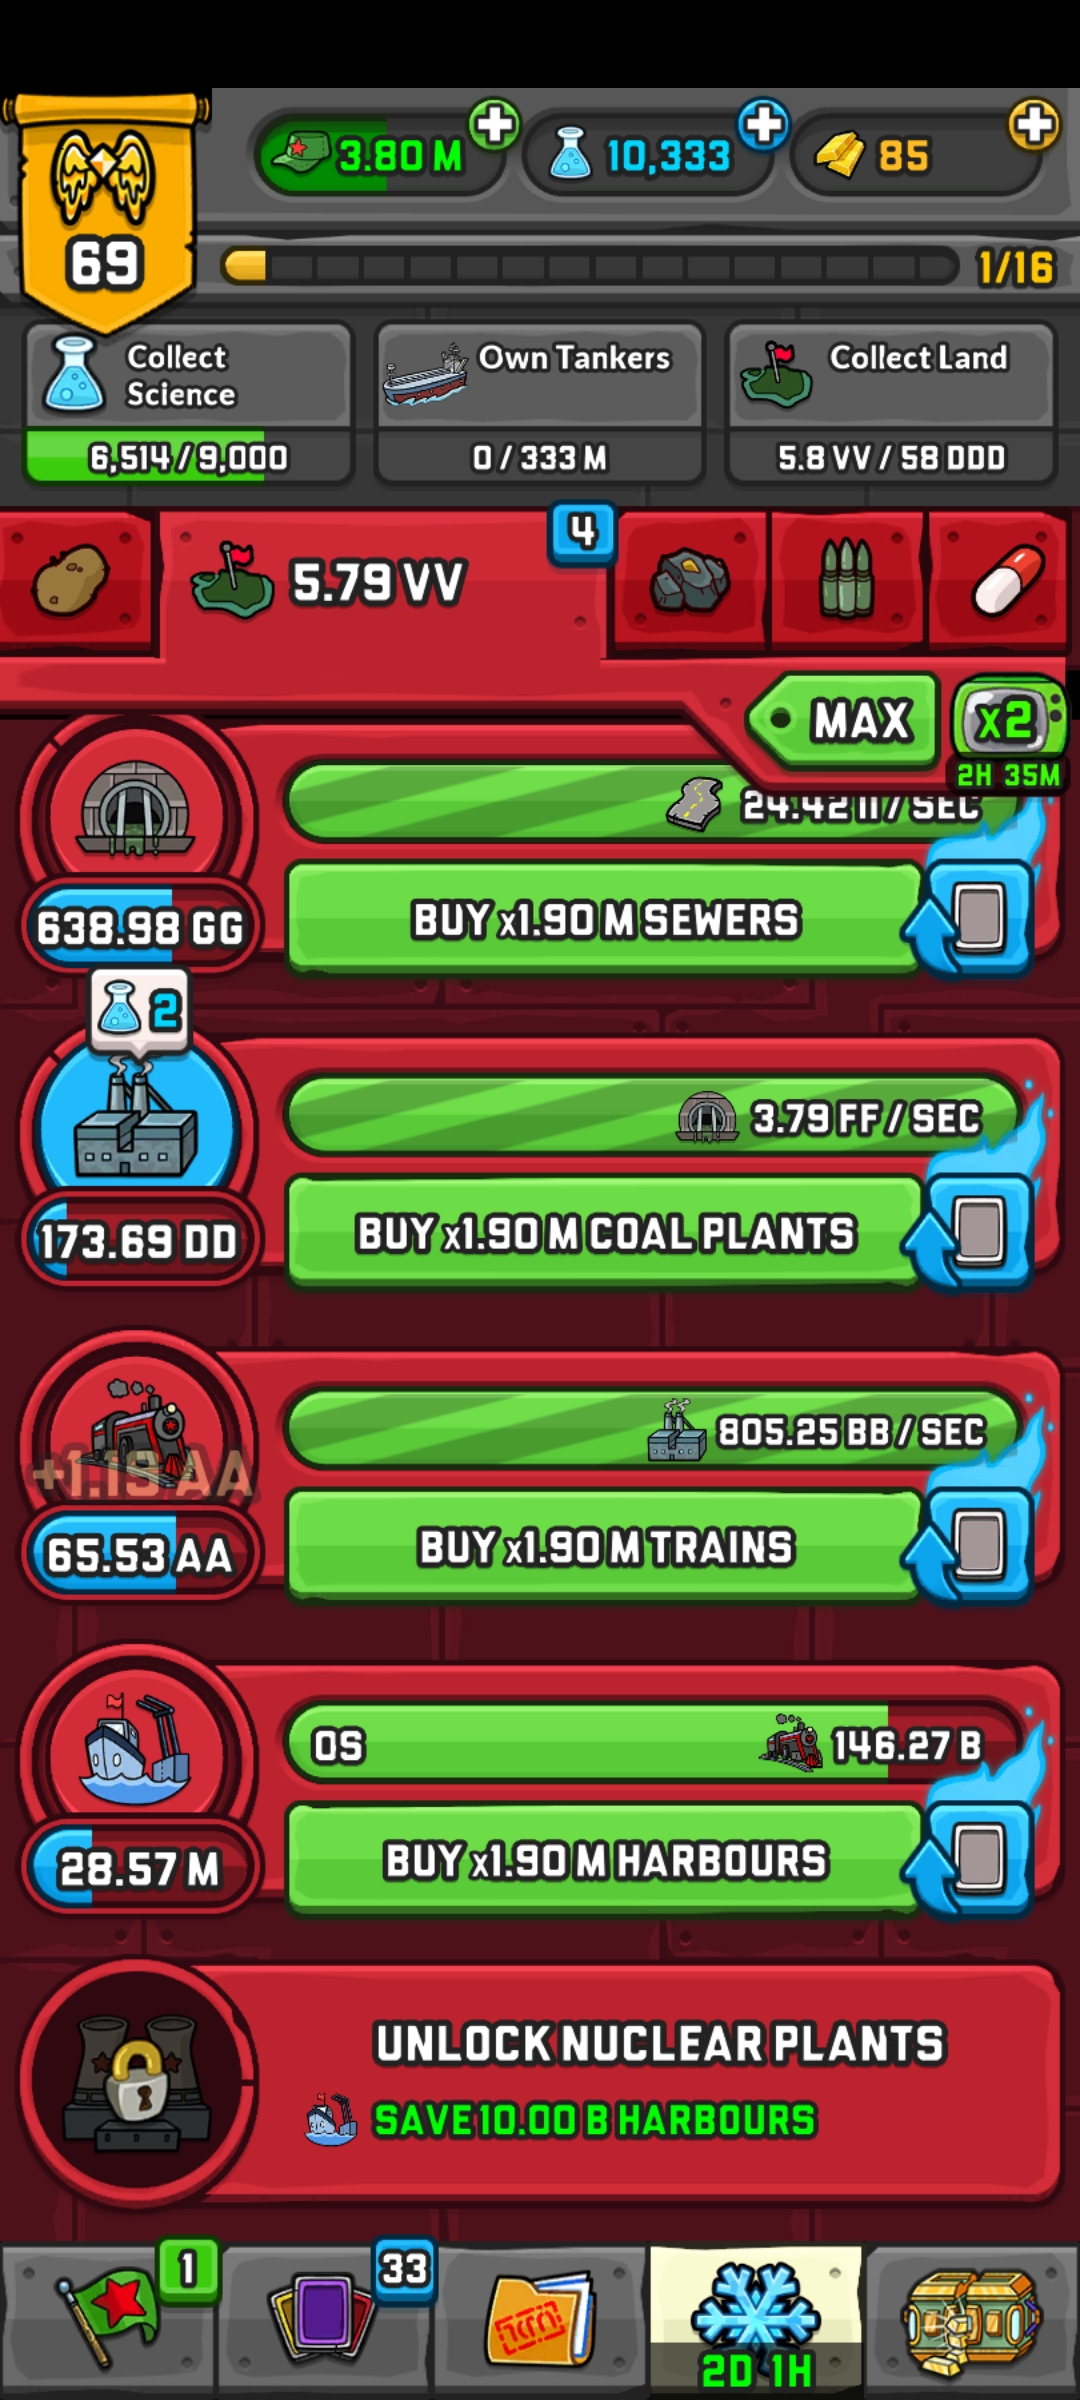 3.80 M
10,333
85
69
1/16
Collect
Science
6,514 / 9,000
Own Tankers
0 / 333 M
Collect Land
5.8 VV / 58 DDD
5.79 VV
4
MAX
x2
2H 35M
24.42 II / SEC
638.98 GG
BUY x1.90 M SEWERS
2
3.79 FF / SEC
173.69 DD
BUY x1.90 M COAL PLANTS
805.25 BB / SEC
+1.19 AA
65.53 AA
BUY x1.90 M TRAINS
0S
146.27 B
28.57 M
BUY x1.90 M HARBOURS
UNLOCK NUCLEAR PLANTS
SAVE 10.00 B HARBOURS
1
33
2D 1H